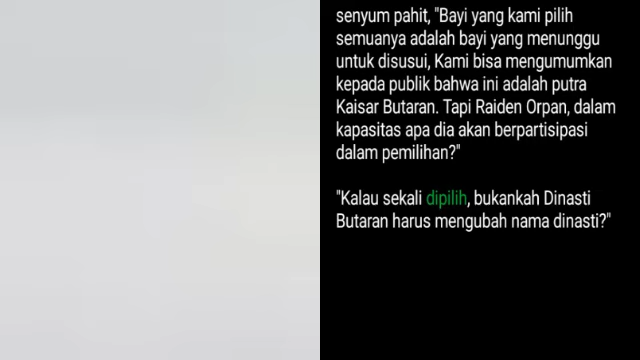 senyum pahit, "Bayi yang kami pilih
semuanya adalah bayi yang menunggu
untuk disusui, Kami bisa mengumumkan
kepada publik bahwa ini adalah putra
Kaisar Butaran. Tapi Raiden Orpan, dalam
kapasitas apa dia akan berpartisipasi
dalam pemilihan?"
"Kalau sekali dipilih, bukankah Dinasti
Butaran harus mengubah nama dinasti?"